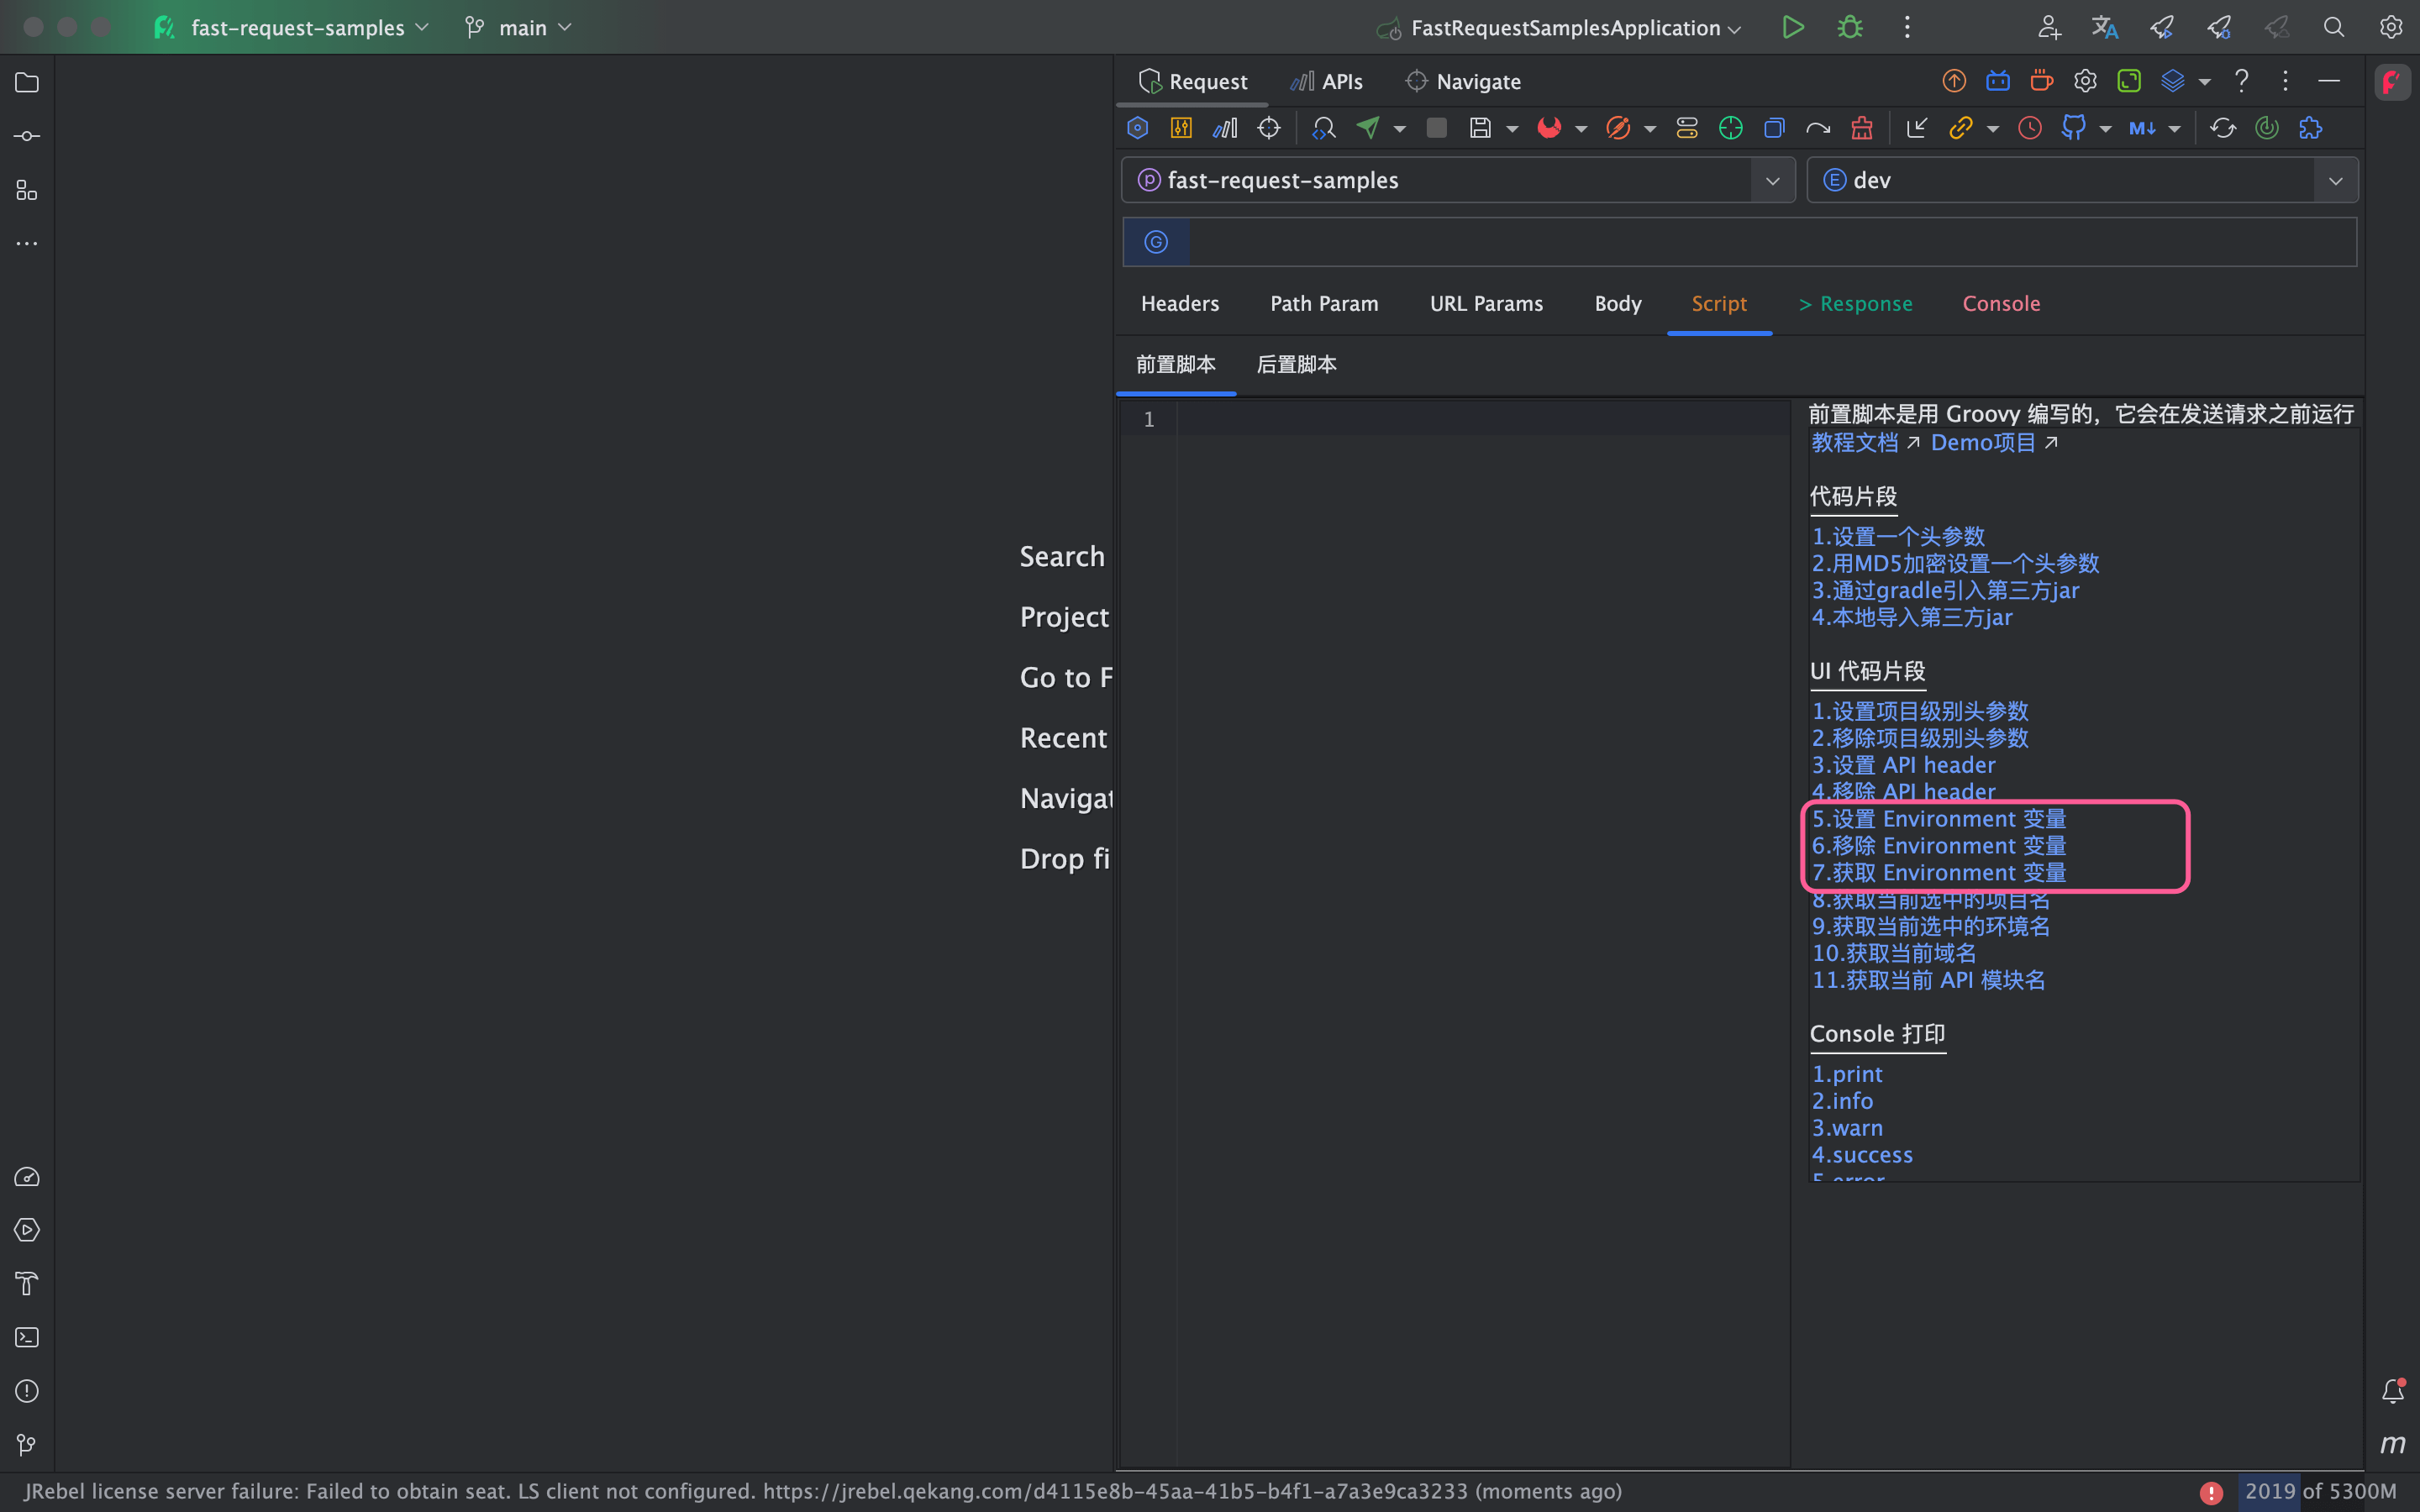 fast-request-samples
main
FastRequestSamplesApplication
Request
APIs
Navigate
fast-request-samples
dev
Headers
Path Param
URL Params
Body
Script
> Response
Console
前置脚本
后置脚本
1
前置脚本是用 Groovy 编写的，它会在发送请求之前运行
教程文档 ↗ Demo项目 ↗
代码片段
1.设置一个头参数
2.用MD5加密设置一个头参数
3.通过gradle引入第三方jar
4.本地导入第三方jar
UI 代码片段
1.设置项目级别头参数
2.移除项目级别头参数
3.设置 API header
4.移除 API header
5.设置 Environment 变量
6.移除 Environment 变量
7.获取 Environment 变量
8.获取当前选中的项目名
9.获取当前选中的环境名
10.获取当前域名
11.获取当前 API 模块名
Console 打印
1.print
2.info
3.warn
4.success
5.error
Search
Project
Go to F
Recent
Navigat
Drop fi
JRebel license server failure: Failed to obtain seat. LS client not configured. https://jrebel.qekang.com/d4115e8b-45aa-41b5-b4f1-a7a3e9ca3233 (moments ago)
2019 of 5300M